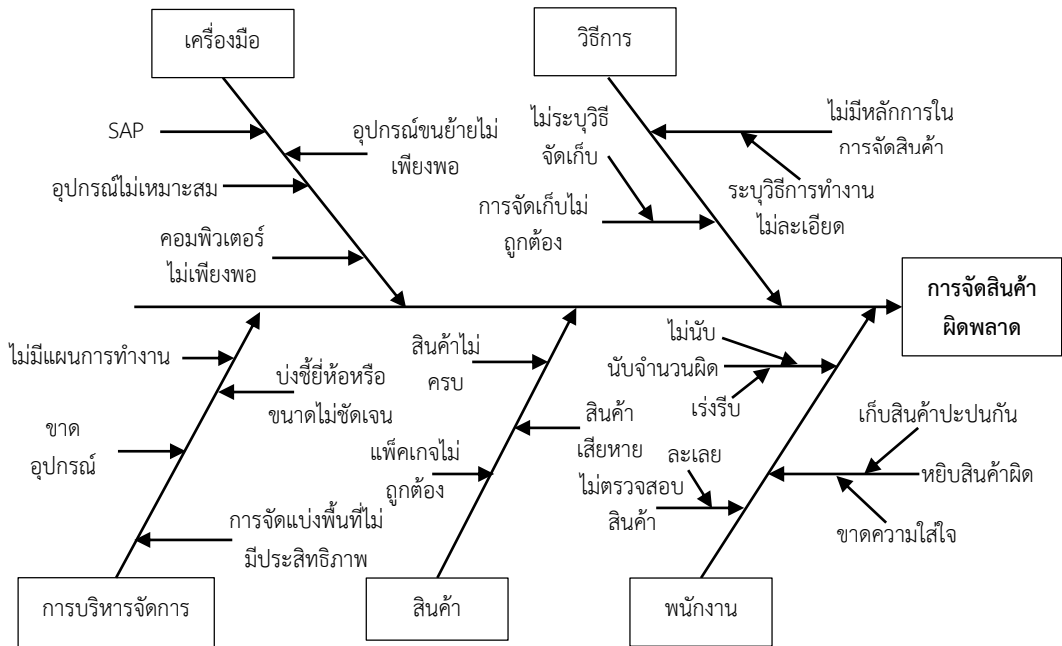 เครื่องมือ
วิธีการ
SAP
อุปกรณ์ขนย้ายไม่
เพียงพอ
อุปกรณ์ไม่เหมาะสม
คอมพิวเตอร์
ไม่เพียงพอ
ไม่ระบุวิธี
จัดเก็บ
การจัดเก็บไม่
ถูกต้อง
ไม่มีหลักการใน
การจัดสินค้า
ระบุวิธีการทำงาน
ไม่ละเอียด
การจัดสินค้า
ผิดพลาด
ไม่มีแผนการทำงาน
บ่งชี้ยี่ห้อหรือ
ขนาดไม่ชัดเจน
ขาด
อุปกรณ์
การจัดแบ่งพื้นที่ไม่
มีประสิทธิภาพ
สินค้าไม่
ครบ
สินค้า
เสียหาย
แพ็คเกจไม่
ถูกต้อง
ไม่นับ
นับจำนวนผิด
เร่งรีบ
ละเลย
ไม่ตรวจสอบ
สินค้า
เก็บสินค้าปะปนกัน
หยิบสินค้าผิด
ขาดความใส่ใจ
การบริหารจัดการ
สินค้า
พนักงาน